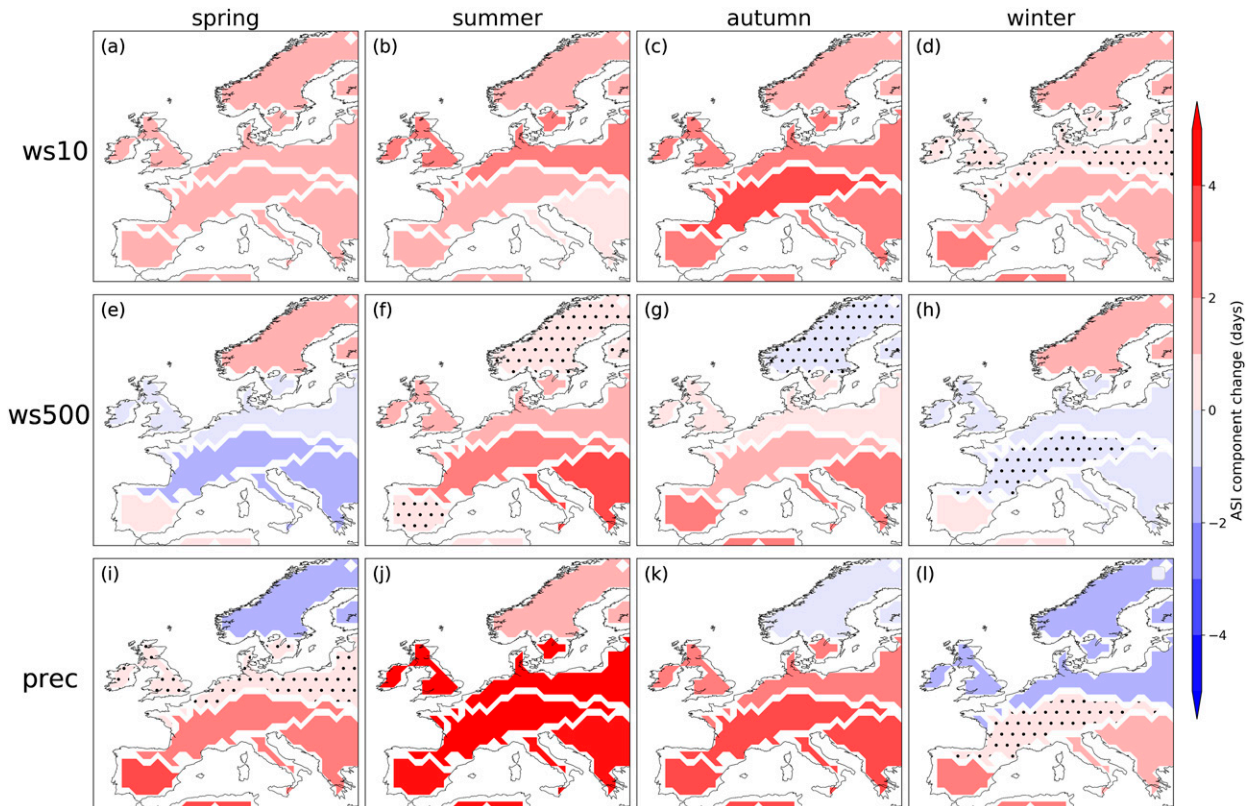 spring summer autumn winter
(a) (b) (c) (d)
ws10
(e) (f) (g) (h)
ws500
(i) (j) (k) (l)
prec
4
2
0
−2
−4
ASI component change (days)